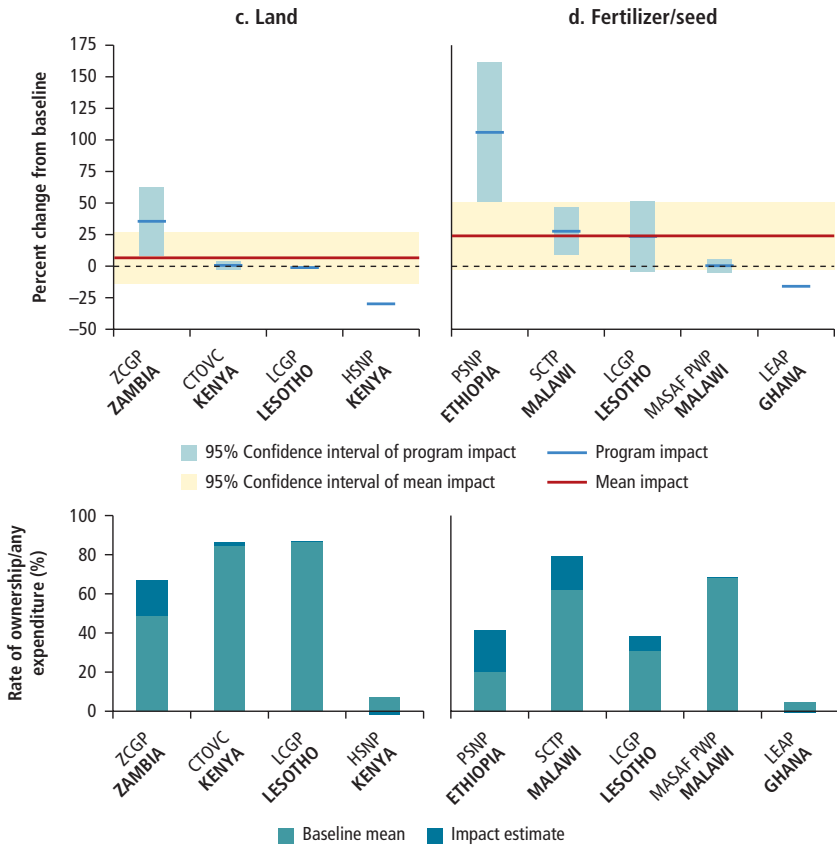 c. Land
d. Fertilizer/seed
Percent change from baseline
175
150
125
100
75
50
25
0
–25
–50
ZCGP
ZAMBIA
CTOVC
KENYA
LCGP
LESOTHO
HSNP
KENYA
PSNP
ETHIOPIA
SCTP
MALAWI
LCGP
LESOTHO
MASAF PWP
MALAWI
LEAP
GHANA
95% Confidence interval of program impact
Program impact
95% Confidence interval of mean impact
Mean impact
Rate of ownership/any
expenditure (%)
100
80
60
40
20
0
ZCGP
ZAMBIA
CTOVC
KENYA
LCGP
LESOTHO
HSNP
KENYA
PSNP
ETHIOPIA
SCTP
MALAWI
LCGP
LESOTHO
MASAF PWP
MALAWI
LEAP
GHANA
Baseline mean
Impact estimate